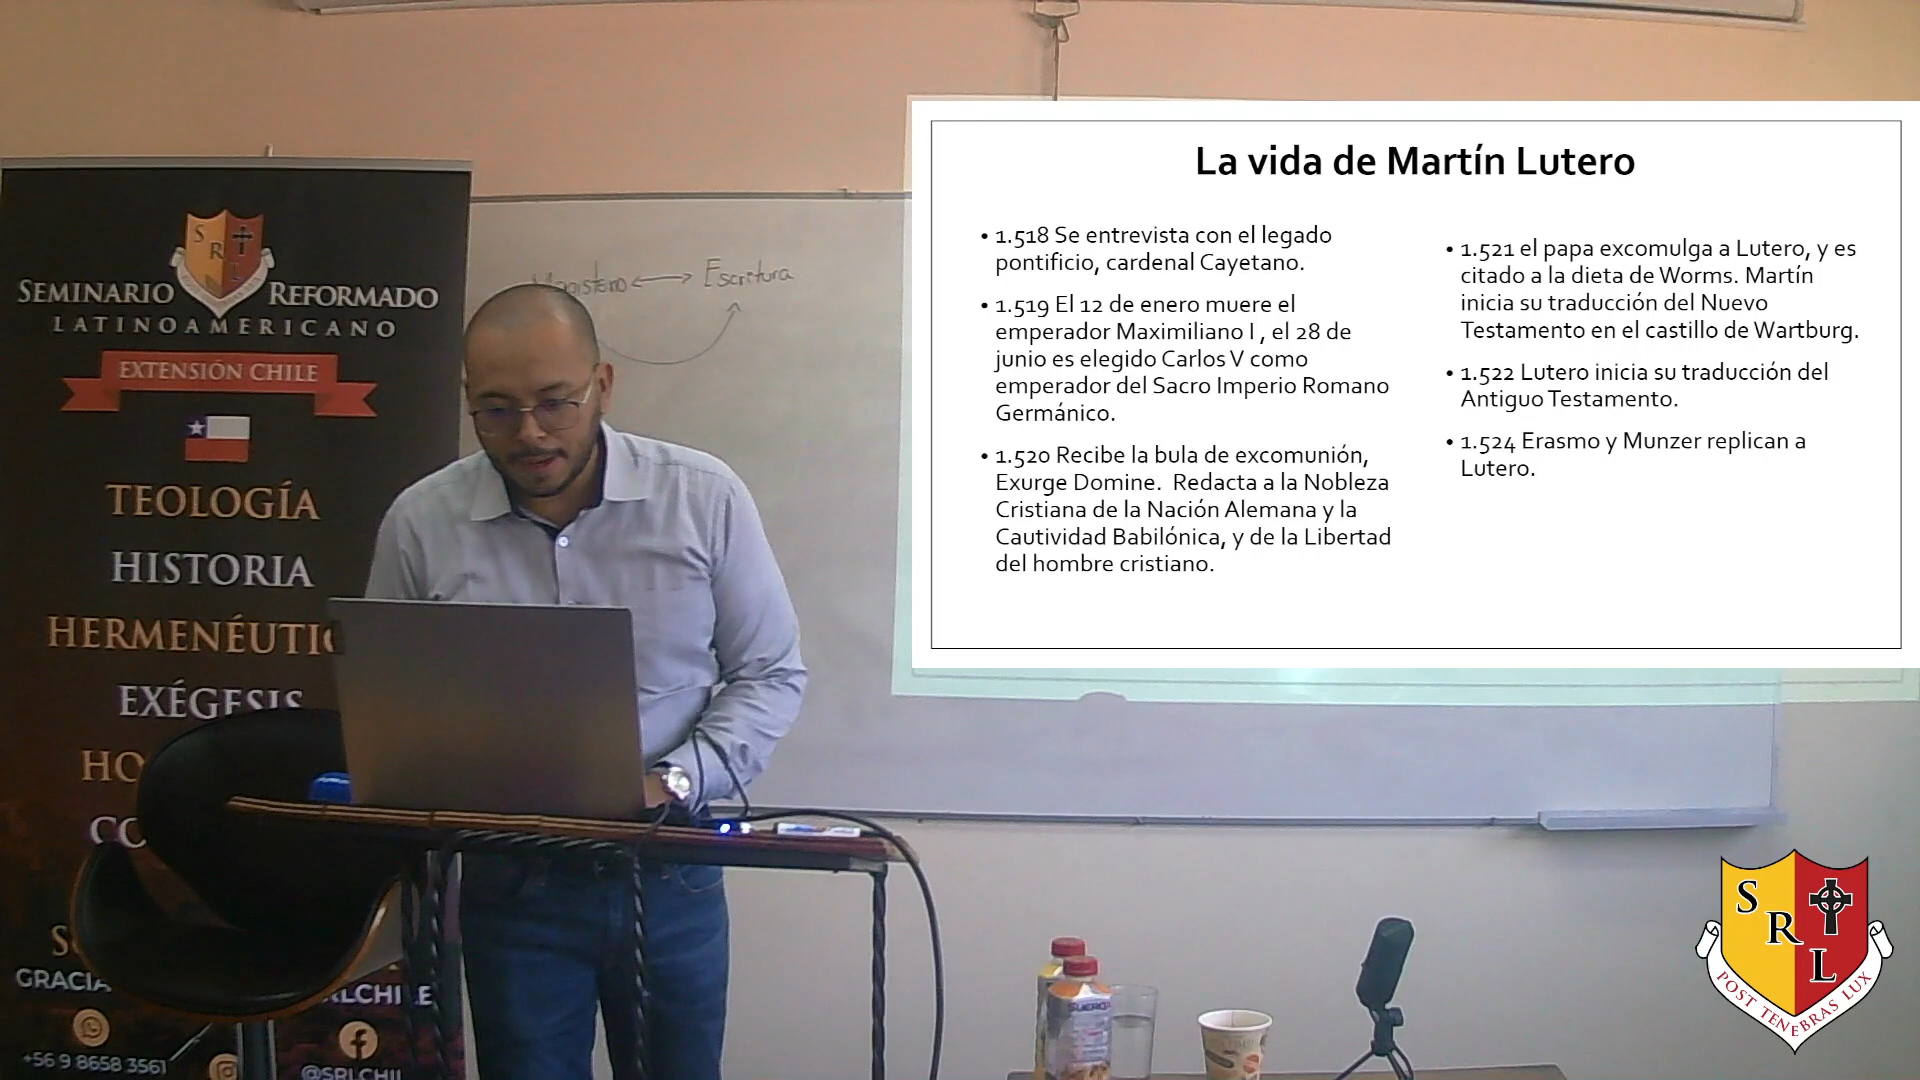 S
R
L
SEMINARIO REFORMADO
LATINOAMERICANO
EXTENSIÓN CHILE
TEOLOGÍA
HISTORIA
HERMENÉUTIC
EXÉGESIS
HO
CO
S
GRACIA
SRLCHILE
+56 9 8658 3561
@SRLCHIL
Magisterio ↔ Escritura
La vida de Martín Lutero
• 1.518 Se entrevista con el legado
pontificio, cardenal Cayetano.
• 1.519 El 12 de enero muere el
emperador Maximiliano I , el 28 de
junio es elegido Carlos V como
emperador del Sacro Imperio Romano
Germánico.
• 1.520 Recibe la bula de excomunión,
Exurge Domine. Redacta a la Nobleza
Cristiana de la Nación Alemana y la
Cautividad Babilónica, y de la Libertad
del hombre cristiano.
• 1.521 el papa excomulga a Lutero, y es
citado a la dieta de Worms. Martín
inicia su traducción del Nuevo
Testamento en el castillo de Wartburg.
• 1.522 Lutero inicia su traducción del
Antiguo Testamento.
• 1.524 Erasmo y Munzer replican a
Lutero.
S
R
L
POST TENEBRAS LUX